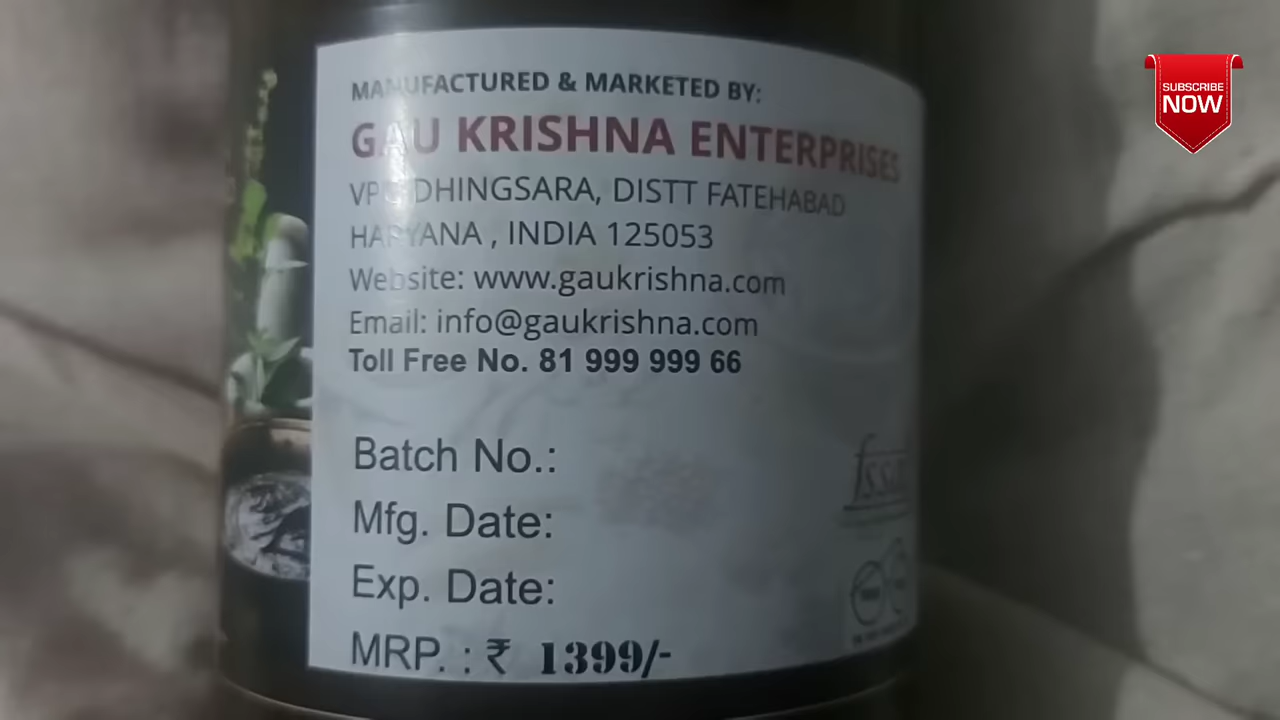 MANUFACTURED & MARKETED BY:
GAU KRISHNA ENTERPRISES
VPO DHINGSARA, DISTT FATEHABAD
HARYANA , INDIA 125053
Website: www.gaukrishna.com
Email: info@gaukrishna.com
Toll Free No. 81 999 999 66
Batch No.:
Mfg. Date:
Exp. Date:
MRP. : ₹ 1399/-
fssai
SUBSCRIBE
NOW